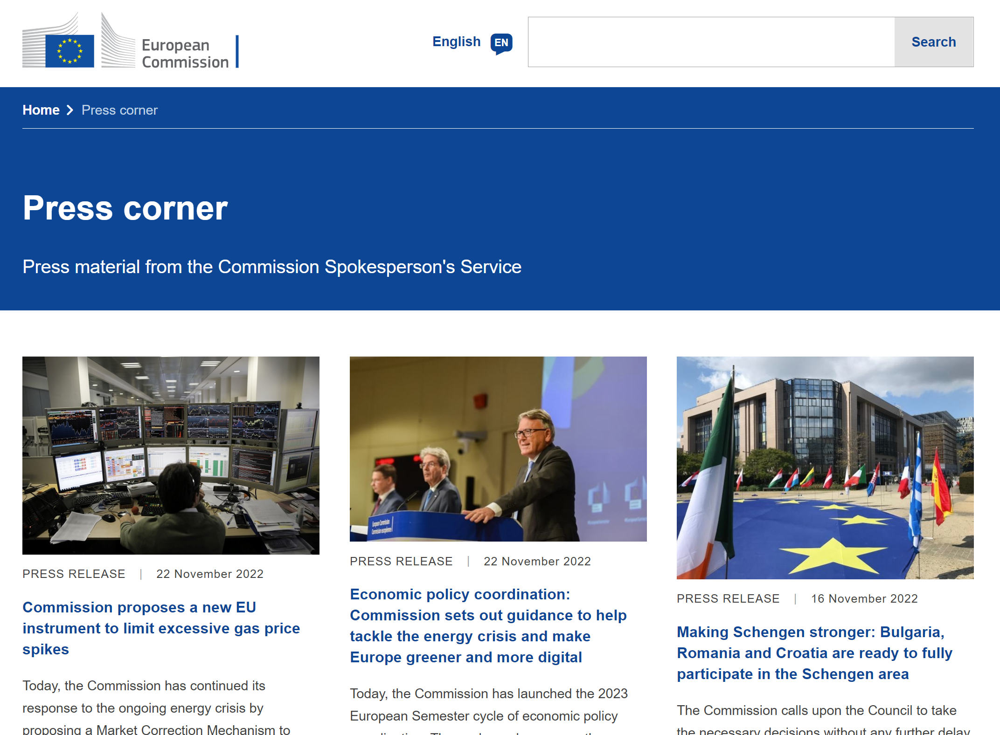 European
Commission
English EN
Search
Home Press corner
Press corner
Press material from the Commission Spokesperson's Service
European Commission
Commission européenne
PRESS RELEASE | 22 November 2022
Commission proposes a new EU
instrument to limit excessive gas price
spikes
Today, the Commission has continued its
response to the ongoing energy crisis by
proposing a Market Correction Mechanism to
PRESS RELEASE | 22 November 2022
Economic policy coordination:
Commission sets out guidance to help
tackle the energy crisis and make
Europe greener and more digital
Today, the Commission has launched the 2023
European Semester cycle of economic policy
PRESS RELEASE | 16 November 2022
Making Schengen stronger: Bulgaria,
Romania and Croatia are ready to fully
participate in the Schengen area
The Commission calls upon the Council to take
the necessary decisions without any further delay